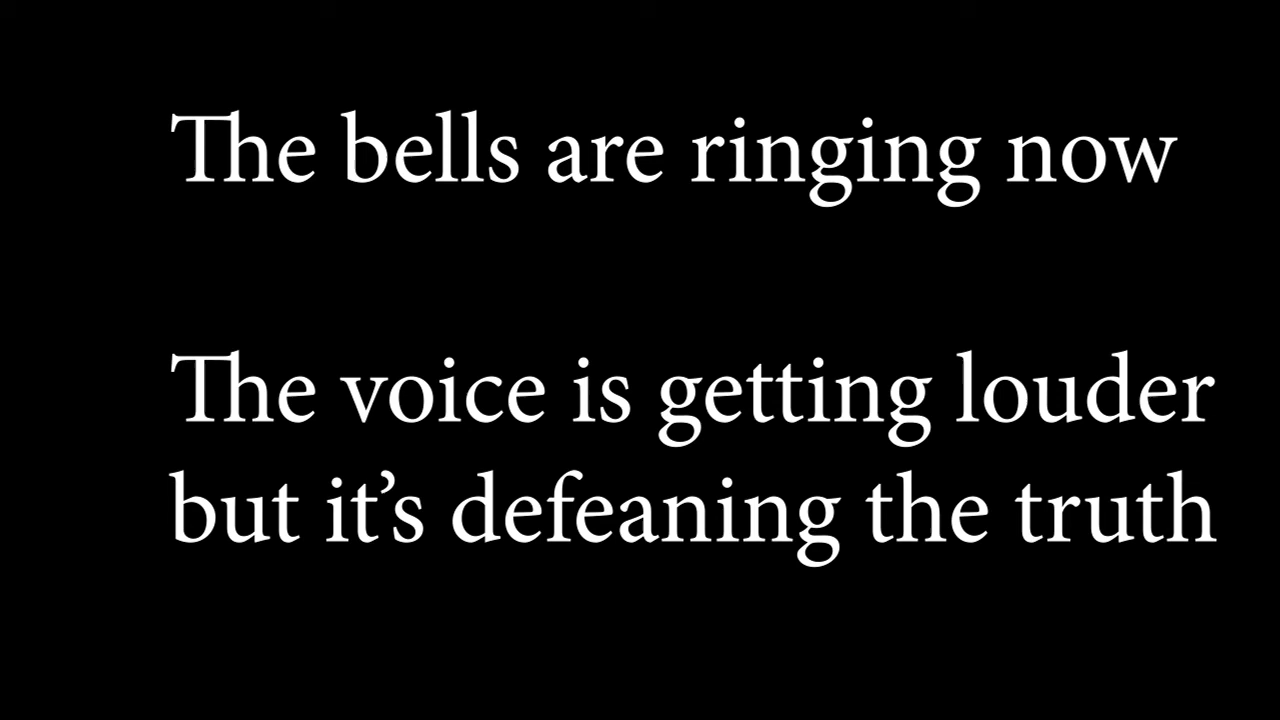 The bells are ringing now
The voice is getting louder
but it’s defeaning the truth